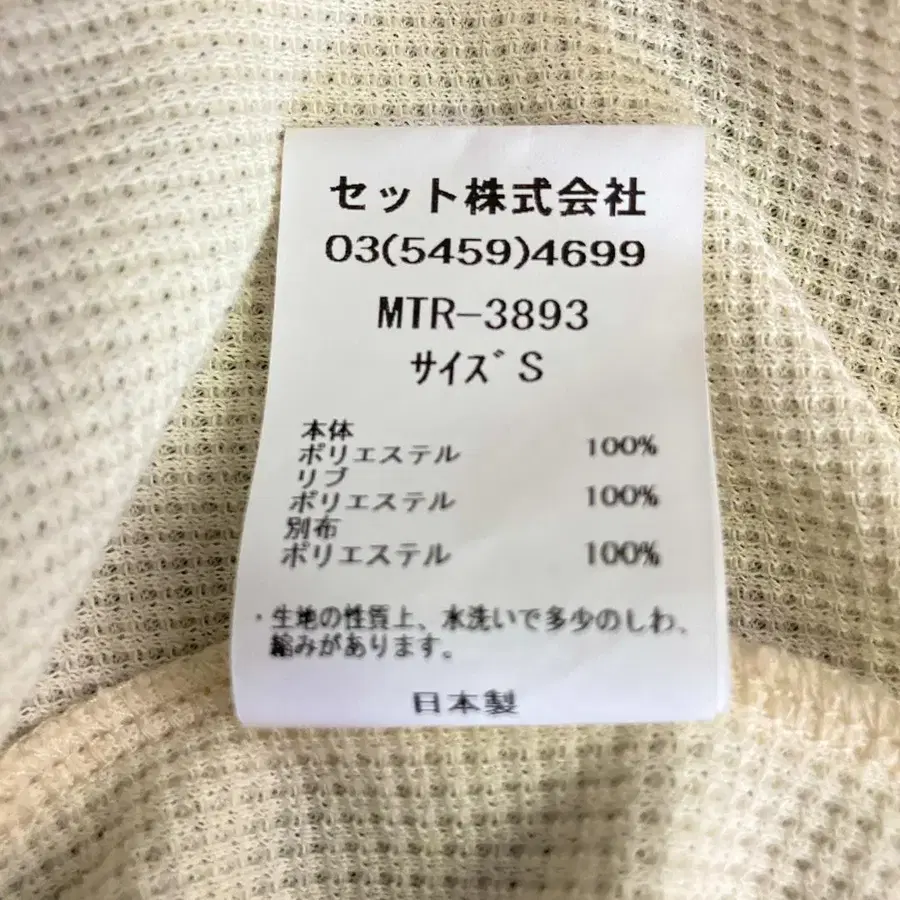 セット株式会社
03(5459)4699
MTR-3893
サイズ S
本体
ポリエステル 100%
リブ
ポリエステル 100%
別布
ポリエステル 100%
・生地の性質上、水洗いで多少のしわ、
縮みがあります。
日本製